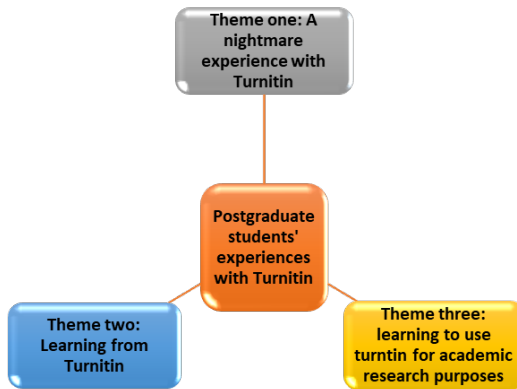 Theme one: A
nightmare
experience with
Turnitin
Postgraduate
students'
experiences
with Turnitin
Theme two:
Learning from
Turnitin
Theme three:
learning to use
turntin for academic
research purposes